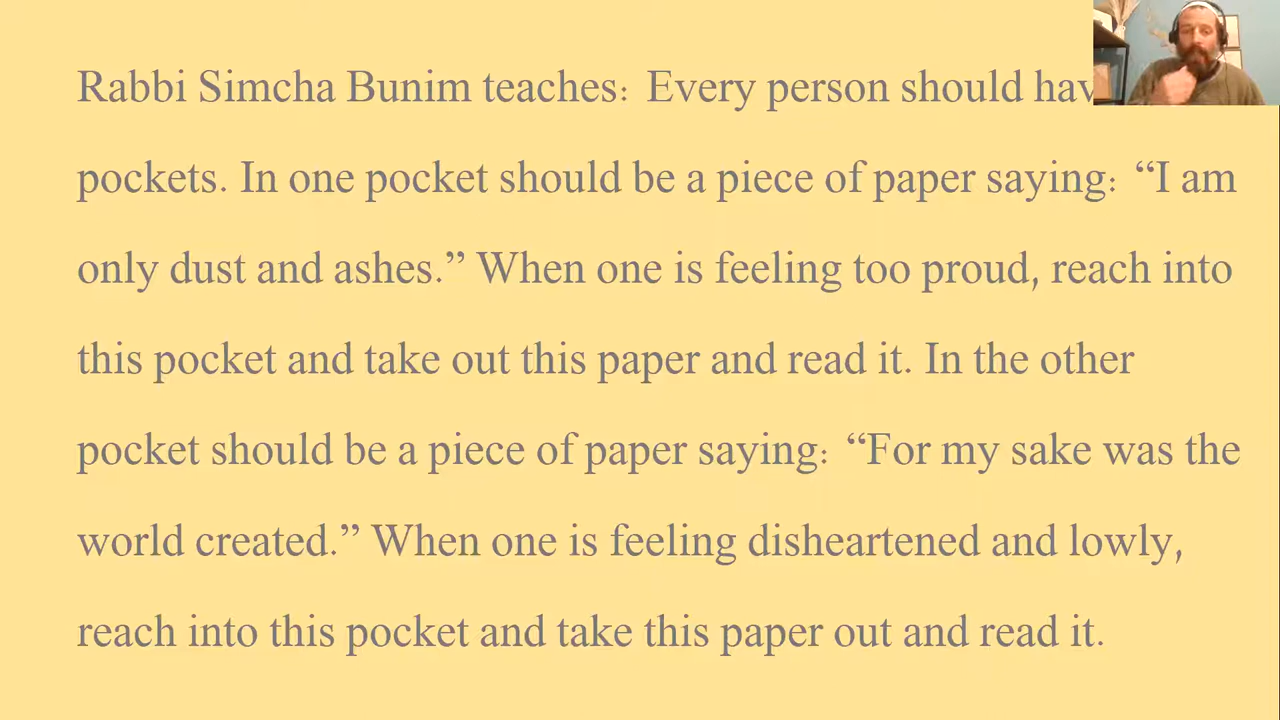 Rabbi Simcha Bunim teaches: Every person should hav
pockets. In one pocket should be a piece of paper saying: “I am
only dust and ashes.” When one is feeling too proud, reach into
this pocket and take out this paper and read it. In the other
pocket should be a piece of paper saying: “For my sake was the
world created.” When one is feeling disheartened and lowly,
reach into this pocket and take this paper out and read it.